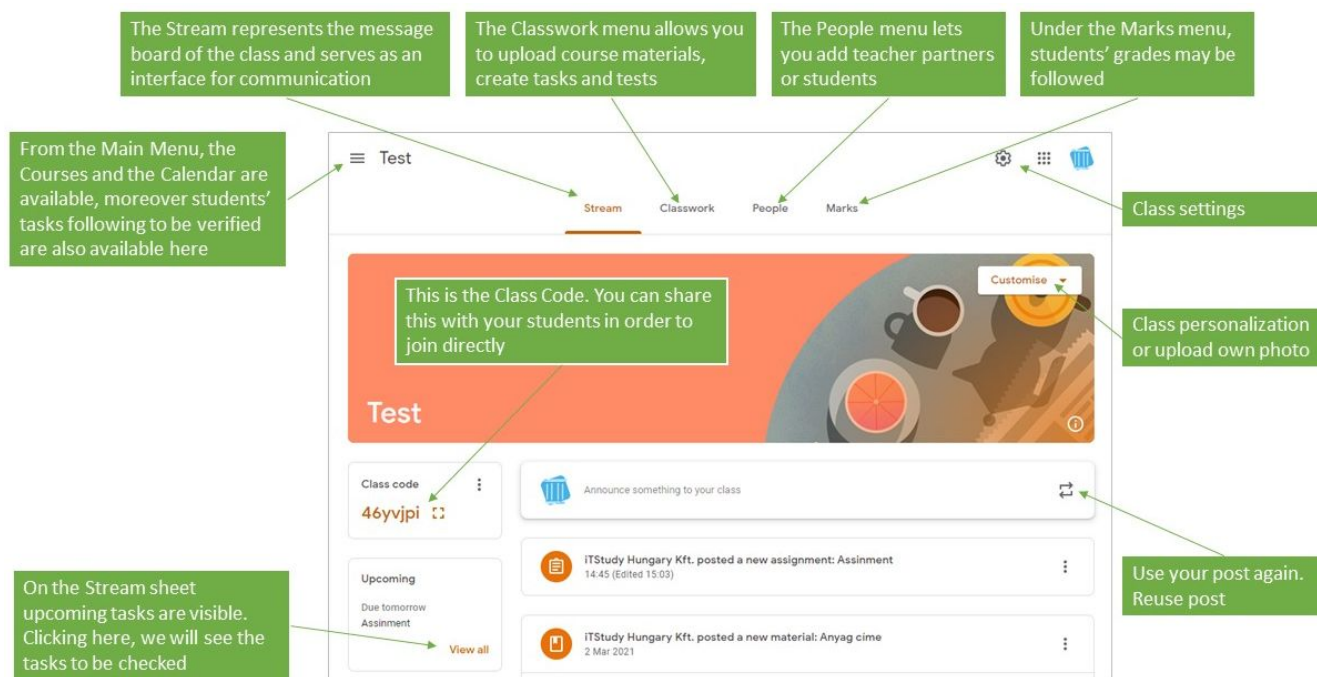 The Stream represents the message
board of the class and serves as an
interface for communication
The Classwork menu allows you
to upload course materials,
create tasks and tests
The People menu lets
you add teacher partners
or students
Under the Marks menu,
students' grades may be
followed
From the Main Menu, the
Courses and the Calendar are
available, moreover students'
tasks following to be verified
are also available here
Test
Stream
Classwork
People
Marks
Class settings
This is the Class Code. You can share
this with your students in order to
join directly
Customise
Class personalization
or upload own photo
Test
Class code
46yvjpi
Announce something to your class
Upcoming
Due tomorrow
Assinment
View all
iTStudy Hungary Kft. posted a new assignment: Assinment
14:45 (Edited 15:03)
iTStudy Hungary Kft. posted a new material: Anyag címe
2 Mar 2021
Use your post again.
Reuse post
On the Stream sheet
upcoming tasks are visible.
Clicking here, we will see the
tasks to be checked